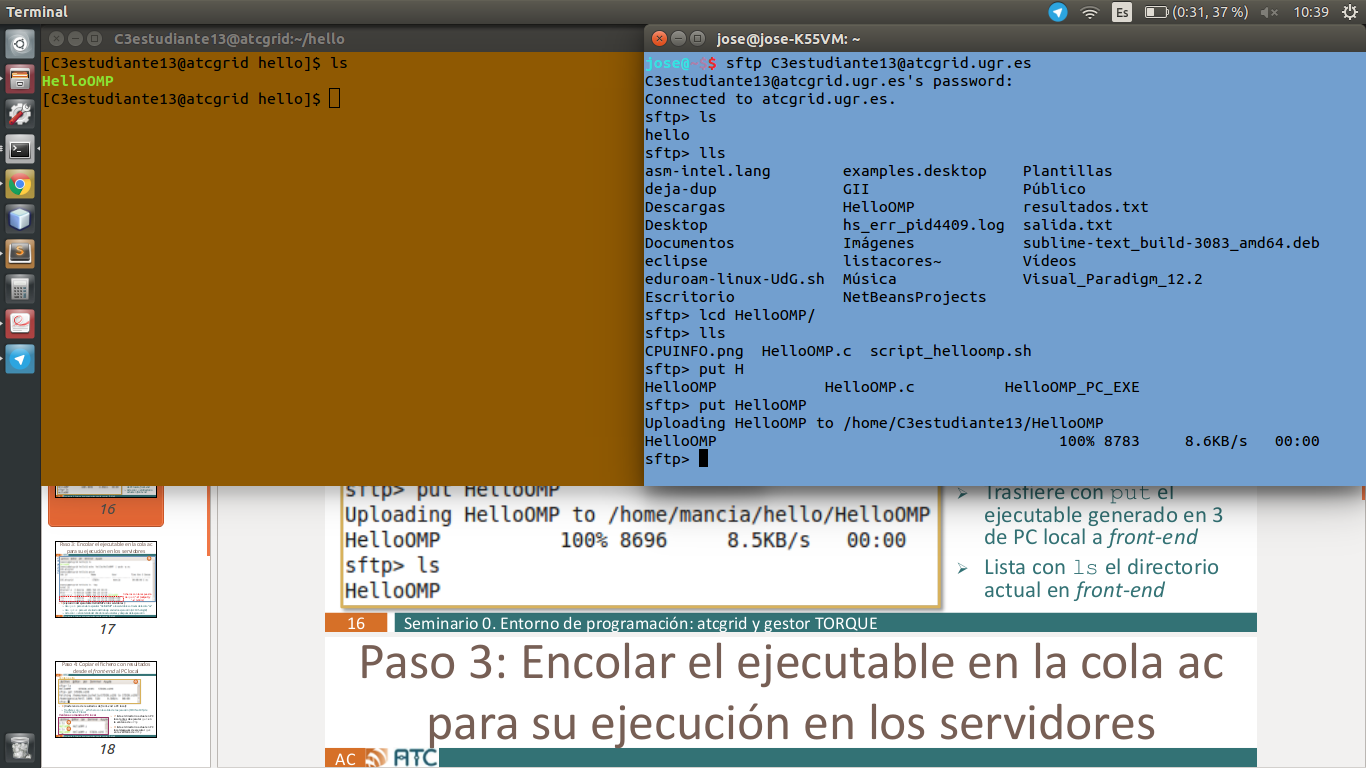 Terminal
Es
(0:31, 37 %)
10:39
C3estudiante13@atcgrid:~/hello
[C3estudiante13@atcgrid hello]$ ls
HelloOMP
[C3estudiante13@atcgrid hello]$
jose@jose-K55VM: ~
jose@~$$ sftp C3estudiante13@atcgrid.ugr.es
C3estudiante13@atcgrid.ugr.es's password:
Connected to atcgrid.ugr.es.
sftp> ls
hello
sftp> lls
asm-intel.lang examples.desktop Plantillas
deja-dup GII Público
Descargas HelloOMP resultados.txt
Desktop hs_err_pid4409.log salida.txt
Documentos Imágenes sublime-text_build-3083_amd64.deb
eclipse listacores~ Vídeos
eduroam-linux-UdG.sh Música Visual_Paradigm_12.2
Escritorio NetBeansProjects
sftp> lcd HelloOMP/
sftp> lls
CPUINFO.png HelloOMP.c script_helloomp.sh
sftp> put H
HelloOMP HelloOMP.c HelloOMP_PC_EXE
sftp> put HelloOMP
Uploading HelloOMP to /home/C3estudiante13/HelloOMP
HelloOMP 100% 8783 8.6KB/s 00:00
sftp>
16
Paso 3: Encolar el ejecutable en la cola ac
para su ejecución en los servidores
17
Paso 4: Copiar el fichero con resultados
desde el front-end al PC local
18
sftp> put HelloOMP
Uploading HelloOMP to /home/mancia/hello/HelloOMP
HelloOMP 100% 8696 8.5KB/s 00:00
sftp> ls
HelloOMP
Trasfiere con put el
ejecutable generado en 3
de PC local a front-end
Lista con ls el directorio
actual en front-end
16 Seminario 0. Entorno de programación: atcgrid y gestor TORQUE
Paso 3: Encolar el ejecutable en la cola ac
para su ejecución en los servidores
AC ATC